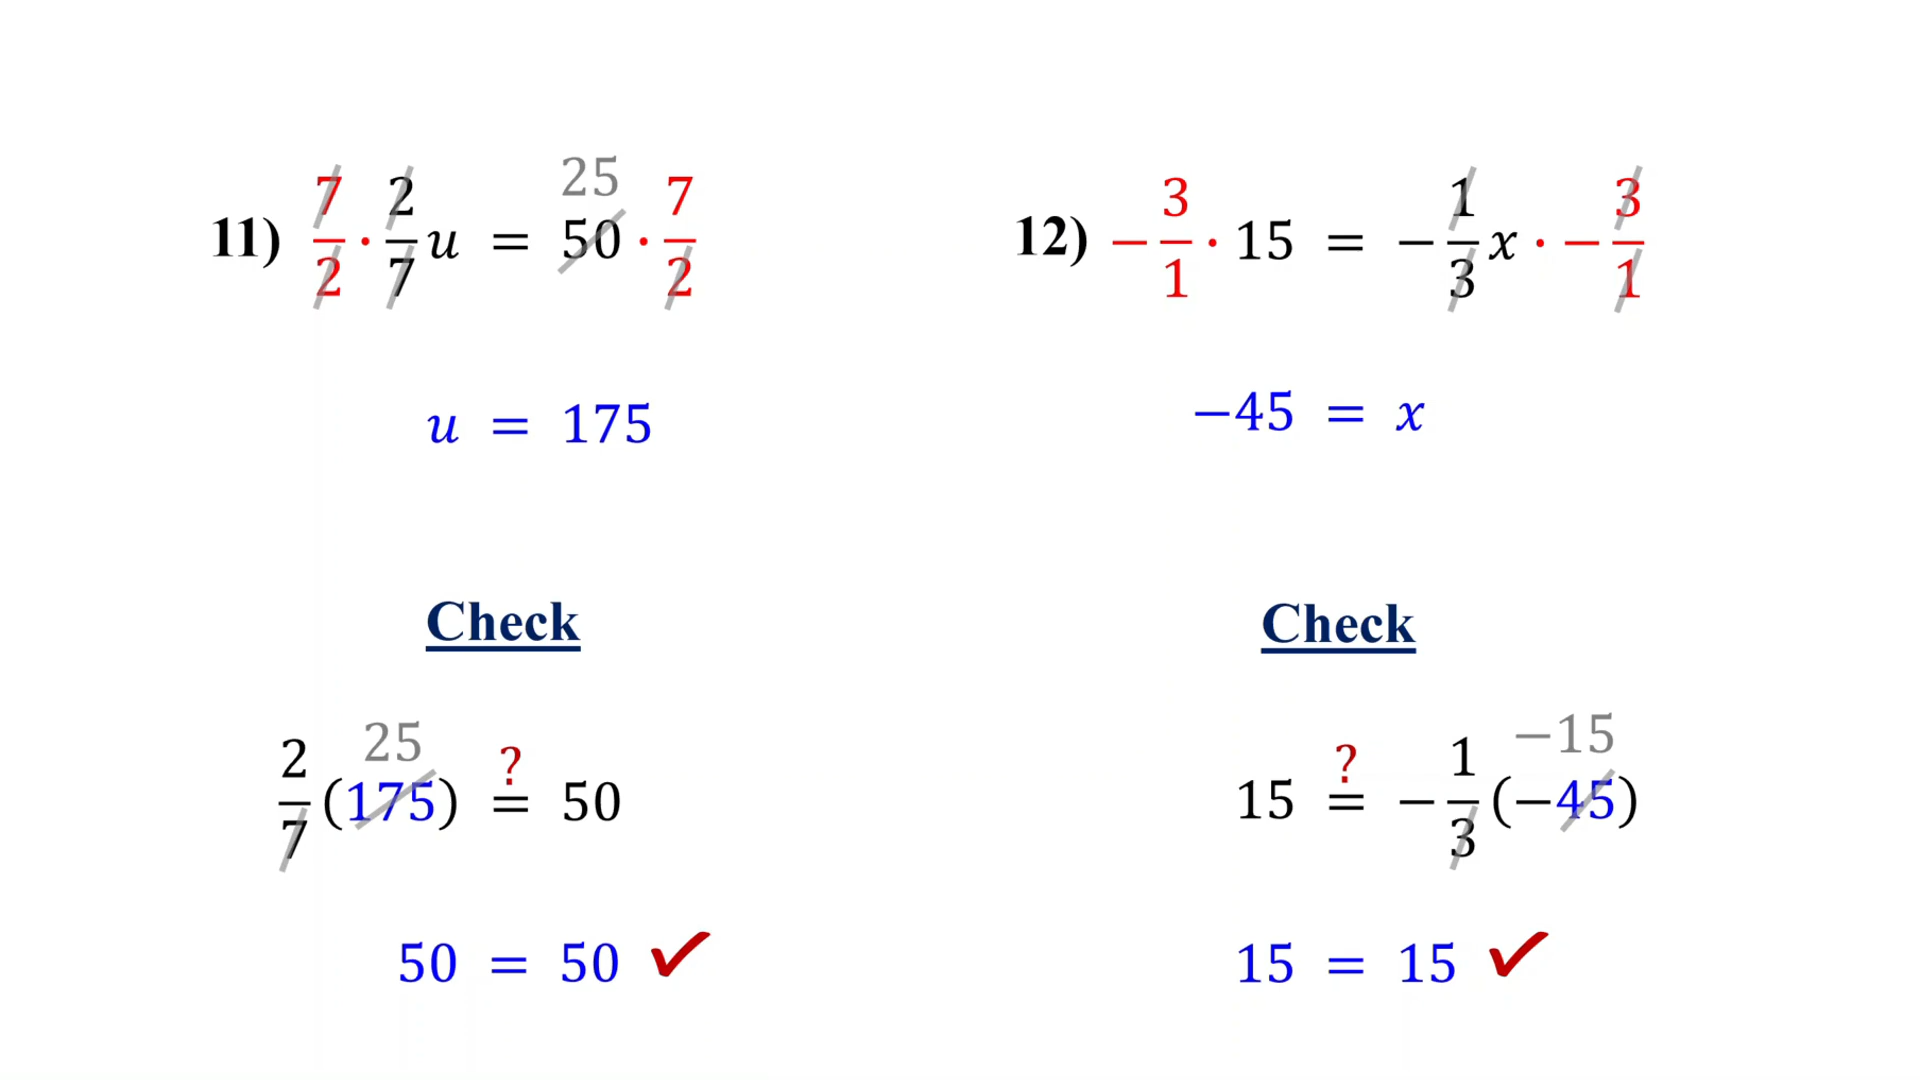 11) 7/2 · 2/7 u = 50 · 7/2
25
u = 175
Check
2/7 (175) ≟ 50
25
50 = 50 ✓
12) −3/1 · 15 = −1/3 x · −3/1
−45 = x
Check
15 ≟ −1/3 (−45)
−15
15 = 15 ✓